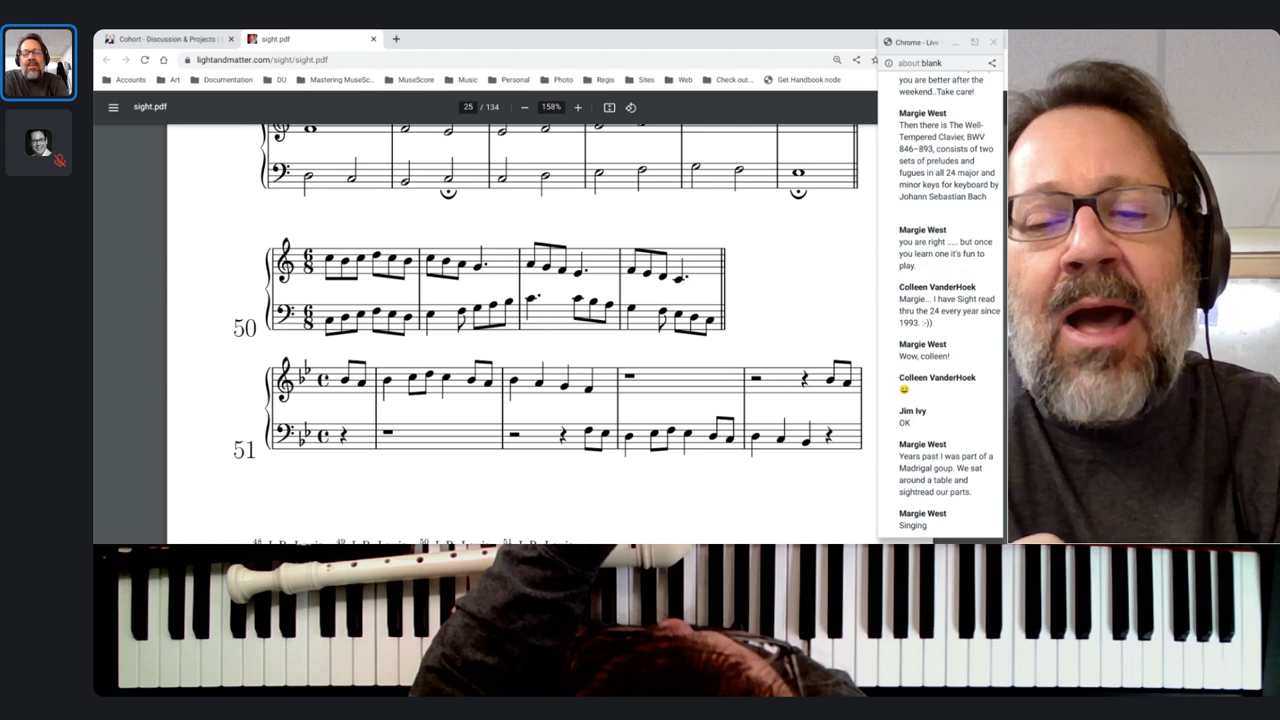 Cohort - Discussion & Projects |
sight.pdf
lightandmatter.com/sight/sight.pdf
Accounts
Art
Documentation
DU
Mastering MuseSc...
MuseScore
Music
Personal
Photo
Regis
Sites
Web
Check out...
Get Handbook node
sight.pdf
25 / 134
158%
50
51
Chrome - Live
about:blank
you are better after the
weekend..Take care!
Margie West
Then there is The Well-
Tempered Clavier, BWV
846–893, consists of two
sets of preludes and
fugues in all 24 major and
minor keys for keyboard by
Johann Sebastian Bach
Margie West
you are right ..... but once
you learn one it's fun to
play.
Colleen VanderHoek
Margie... I have Sight read
thru the 24 every year since
1993. :-))
Margie West
Wow, colleen!
Colleen VanderHoek
Jim Ivy
OK
Margie West
Years past I was part of a
Madrigal goup. We sat
around a table and
sightread our parts.
Margie West
Singing